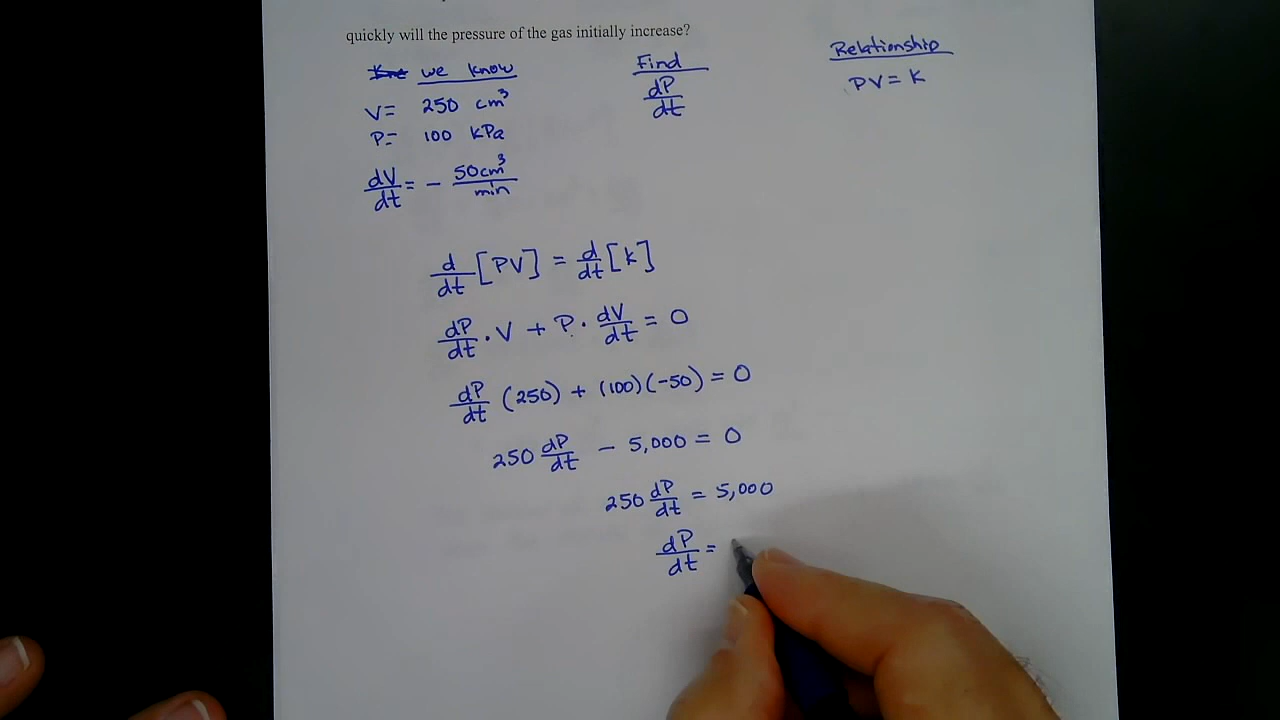 quickly will the pressure of the gas initially increase?
we know
V= 250 cm³
P= 100 kPa
dV/dt = - 50cm³/min
Find
dP/dt
Relationship
PV = K
d/dt [PV] = d/dt [K]
dP/dt · V + P · dV/dt = 0
dP/dt (250) + (100)(-50) = 0
250 dP/dt - 5,000 = 0
250 dP/dt = 5,000
dP/dt =